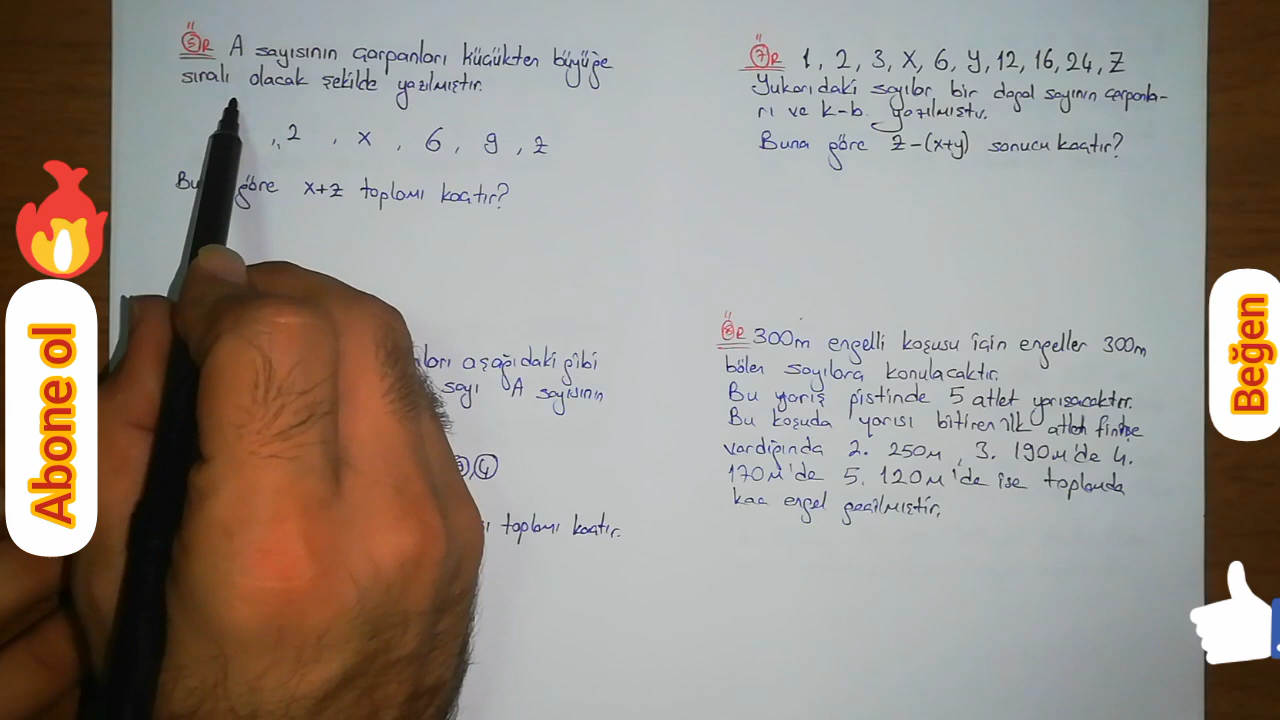 5 R A sayısının çarpanları küçükten büyüğe
sıralı olacak şekilde yazılmıştır.
, 2 , x , 6 , y , z
Bu göre x+z toplamı kaçtır?
aşağıdaki gibi
sayı A sayısının
4
toplamı kaçtır.
7 R 1, 2, 3, X, 6, y, 12, 16, 24, Z
Yukarıdaki sayılar bir doğal sayının çarpanla-
rı ve k-b yazılmıştır.
Buna göre z-(x+y) sonucu kaçtır?
8 R 300m engelli koşusu için engeller 300m
bölen sayılara konulacaktır.
Bu yarış pistinde 5 atlet yarışacaktır.
Bu koşuda yarışı bitiren ilk atlet
vardığında 2. 250m, 3. 190m'de 4.
170m'de 5. 120m'de ise toplamda
kaç engel geçilmiştir.
Abone ol
Beğen